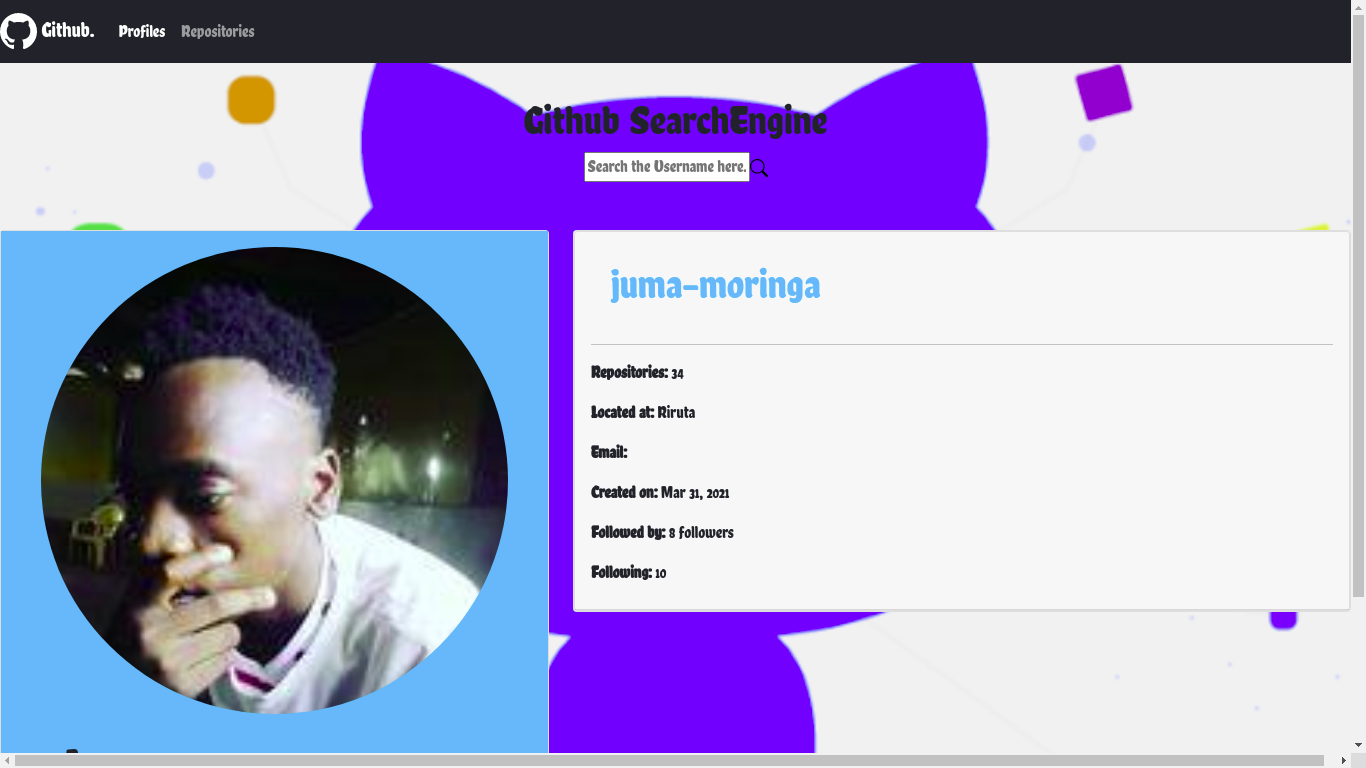 Github.
Profiles
Repositories
Github SearchEngine
Search the Username here.
juma-moringa
Repositories: 34
Located at: Riruta
Email:
Created on: Mar 31, 2021
Followed by: 8 followers
Following: 10